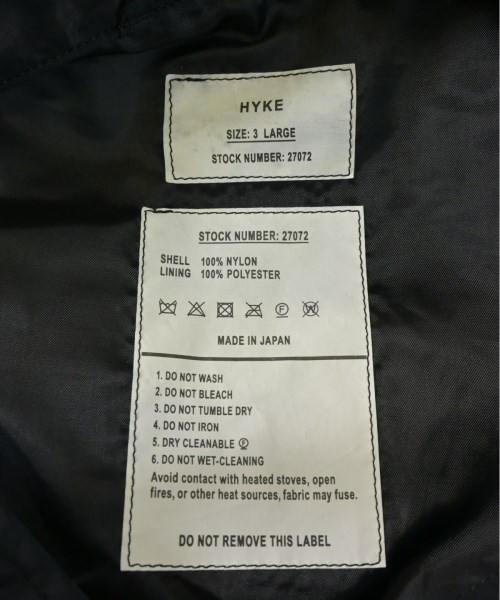 HYKE
SIZE: 3 LARGE
STOCK NUMBER: 27072
STOCK NUMBER: 27072
SHELL 100% NYLON
LINING 100% POLYESTER
F W
MADE IN JAPAN
1. DO NOT WASH
2. DO NOT BLEACH
3. DO NOT TUMBLE DRY
4. DO NOT IRON
5. DRY CLEANABLE Ⓕ
6. DO NOT WET-CLEANING
Avoid contact with heated stoves, open
fires, or other heat sources, fabric may fuse.
DO NOT REMOVE THIS LABEL